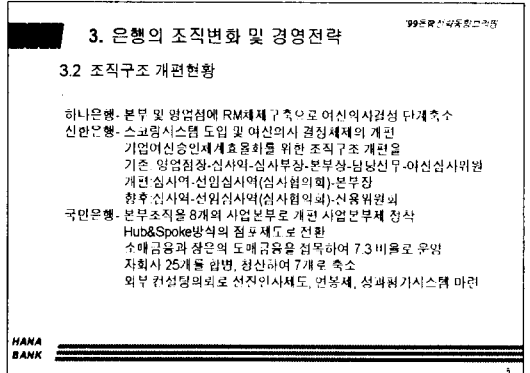 3. 은행의 조직변화 및 경영전략
3.2 조직구조 개편현황
하나은행- 본부 및 영업점에 RM체제구축으로 여신의사결정 단계축소
신한은행- 스코링시스템 도입 및 여신의사 결정체제의 개편
기업여신승인체제효율화를 위한 조직구조 개편을
기존: 영업점장-심사역-심사부장-본부장-담당전무-여신심사위원
개편:심사역-선임심사역(심사협의회)-본부장
향후:심사역-선임심사역(심사협의회)-신용위원회
국민은행- 본부조직을 8개의 사업본부로 개편 사업본부제 정착
Hub&Spoke방식의 점포제도로 전환
소매금융과 장은의 도매금융을 접목하여 7:3 비율로 운영
자회사 25개를 합병, 청산하여 7개로 축소
외부 컨설팅의뢰로 선진인사제도, 연봉제, 성과평가시스템 마련
HANA
BANK